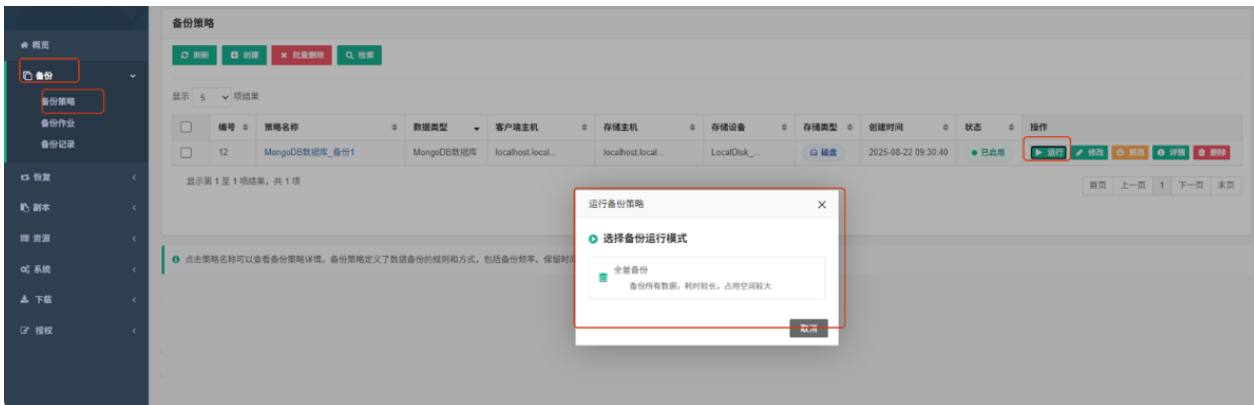 概览
备份
备份策略
备份作业
备份记录
恢复
副本
资源
系统
下载
授权
备份策略
刷新 创建 批量删除 检索
显示 5 项结果
编号 策略名称 数据类型 客户端主机 存储主机 存储设备 存储类型 创建时间 状态 操作
12 MongoDB数据库_备份1 MongoDB数据库 localhost.local... localhost.local... LocalDisk_... 磁盘 2025-08-22 09:30:40 已启用 运行 修改 禁用 详情 删除
显示第 1 至 1 项结果，共 1 项
首页 上一页 1 下一页 末页
点击策略名称可以查看备份策略详情，备份策略定义了数据备份的规则和方式，包括备份频率、保留时间
运行备份策略
选择备份运行模式
全量备份
备份所有数据，耗时较长，占用空间较大
取消